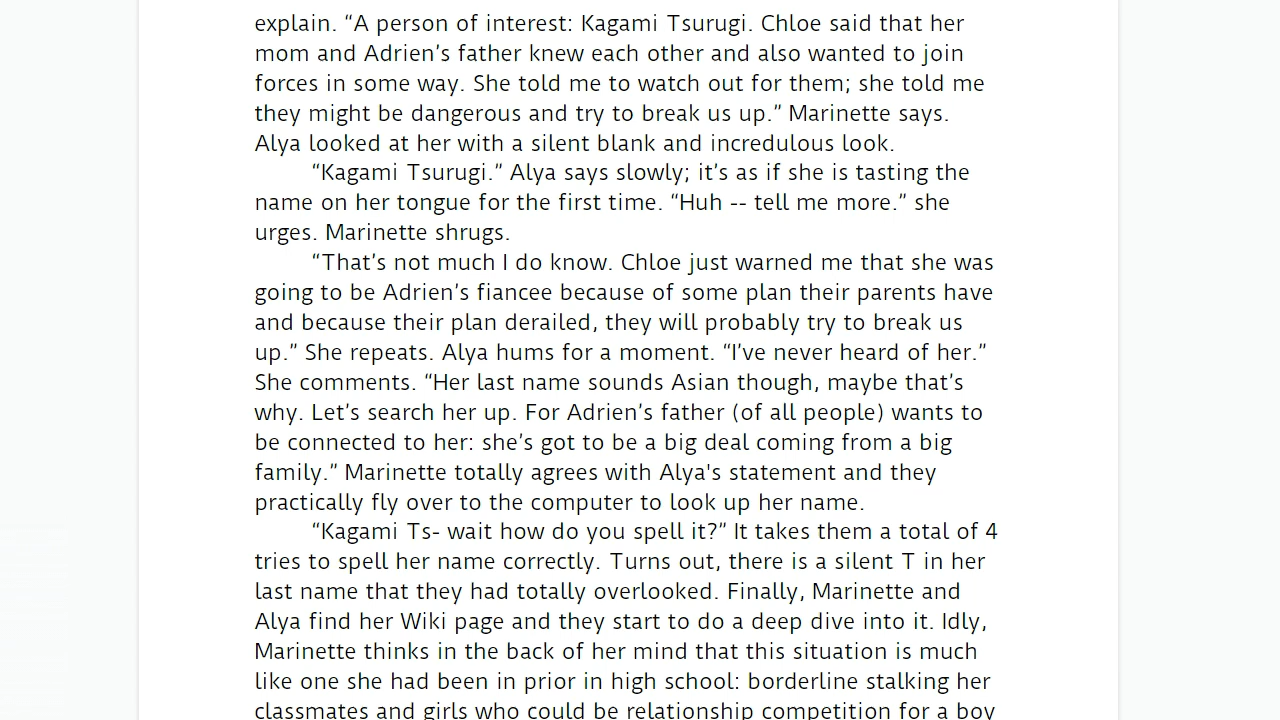 explain. “A person of interest: Kagami Tsurugi. Chloe said that her
mom and Adrien’s father knew each other and also wanted to join
forces in some way. She told me to watch out for them; she told me
they might be dangerous and try to break us up.” Marinette says.
Alya looked at her with a silent blank and incredulous look.
“Kagami Tsurugi.” Alya says slowly; it’s as if she is tasting the
name on her tongue for the first time. “Huh -- tell me more.” she
urges. Marinette shrugs.
“That’s not much I do know. Chloe just warned me that she was
going to be Adrien’s fiancee because of some plan their parents have
and because their plan derailed, they will probably try to break us
up.” She repeats. Alya hums for a moment. “I’ve never heard of her.”
She comments. “Her last name sounds Asian though, maybe that’s
why. Let’s search her up. For Adrien’s father (of all people) wants to
be connected to her: she’s got to be a big deal coming from a big
family.” Marinette totally agrees with Alya's statement and they
practically fly over to the computer to look up her name.
“Kagami Ts- wait how do you spell it?” It takes them a total of 4
tries to spell her name correctly. Turns out, there is a silent T in her
last name that they had totally overlooked. Finally, Marinette and
Alya find her Wiki page and they start to do a deep dive into it. Idly,
Marinette thinks in the back of her mind that this situation is much
like one she had been in prior in high school: borderline stalking her
classmates and girls who could be relationship competition for a boy